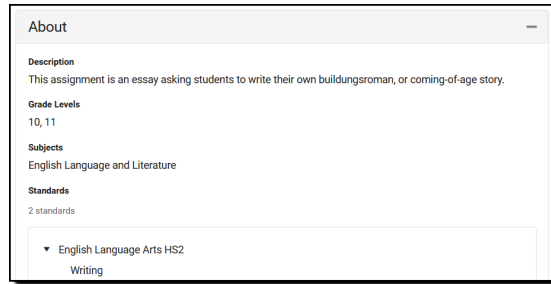 About
Description
This assignment is an essay asking students to write their own buildungsroman, or coming-of-age story.
Grade Levels
10, 11
Subjects
English Language and Literature
Standards
2 standards
English Language Arts HS2
Writing